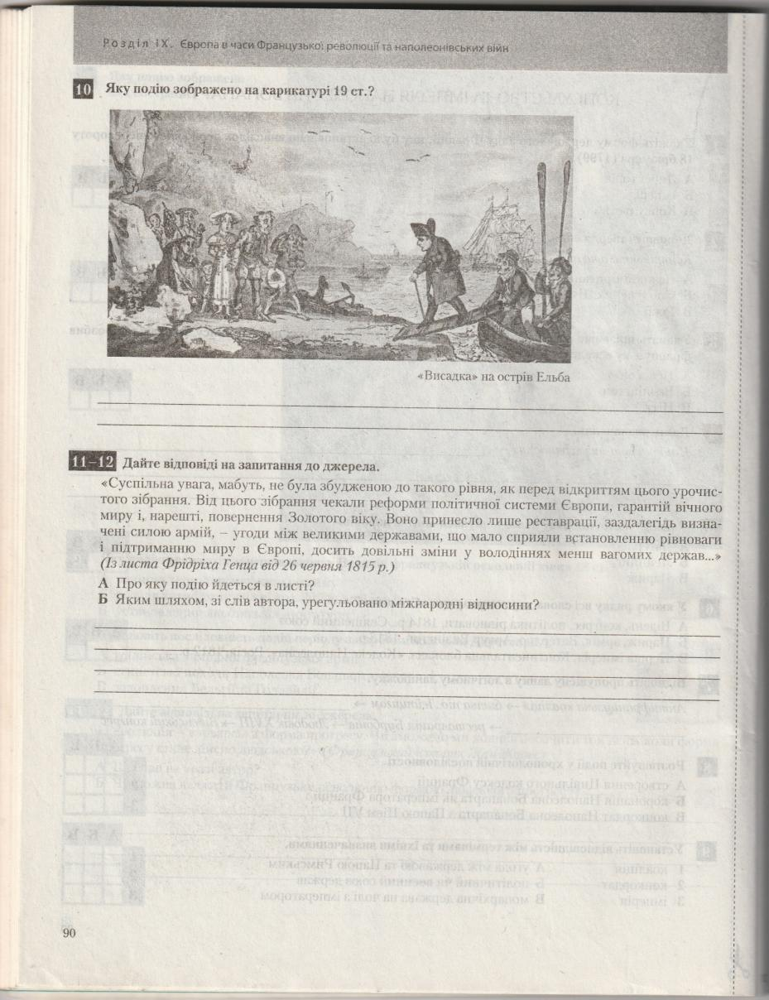 Розділ IX. Європа в часи Французької революції та наполеонівських війн
10 Яку подію зображено на карикатурі 19 ст.?
«Висадка» на острів Ельба
11–12 Дайте відповіді на запитання до джерела.
«Суспільна увага, мабуть, не була збудженою до такого рівня, як перед відкриттям цього урочис-
того зібрання. Від цього зібрання чекали реформи політичної системи Європи, гарантій вічного
миру і, нарешті, повернення Золотого віку. Воно принесло лише реставрації, заздалегідь визна-
чені силою армій, – угоди між великими державами, що мало сприяли встановленню рівноваги
і підтриманню миру в Європі, досить довільні зміни у володіннях менш вагомих держав...»
(Із листа Фрідріха Генца від 26 червня 1815 р.)
А Про яку подію йдеться в листі?
Б Яким шляхом, зі слів автора, урегульовано міжнародні відносини?
90